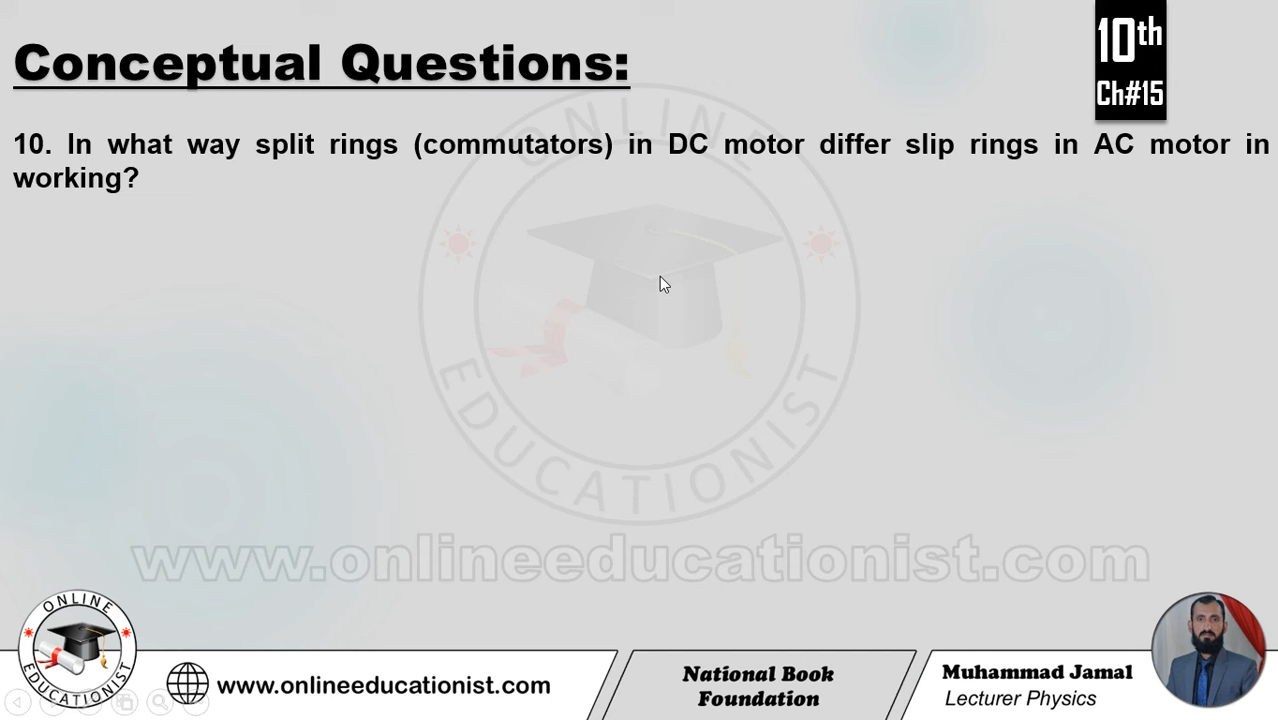 Conceptual Questions:
10th
Ch#15
10. In what way split rings (commutators) in DC motor differ slip rings in AC motor in
working?
ONLINE
EDUCATIONIST
www.onlineeducationist.com
ONLINE
EDUCATIONIST
www.onlineeducationist.com
National Book
Foundation
Muhammad Jamal
Lecturer Physics